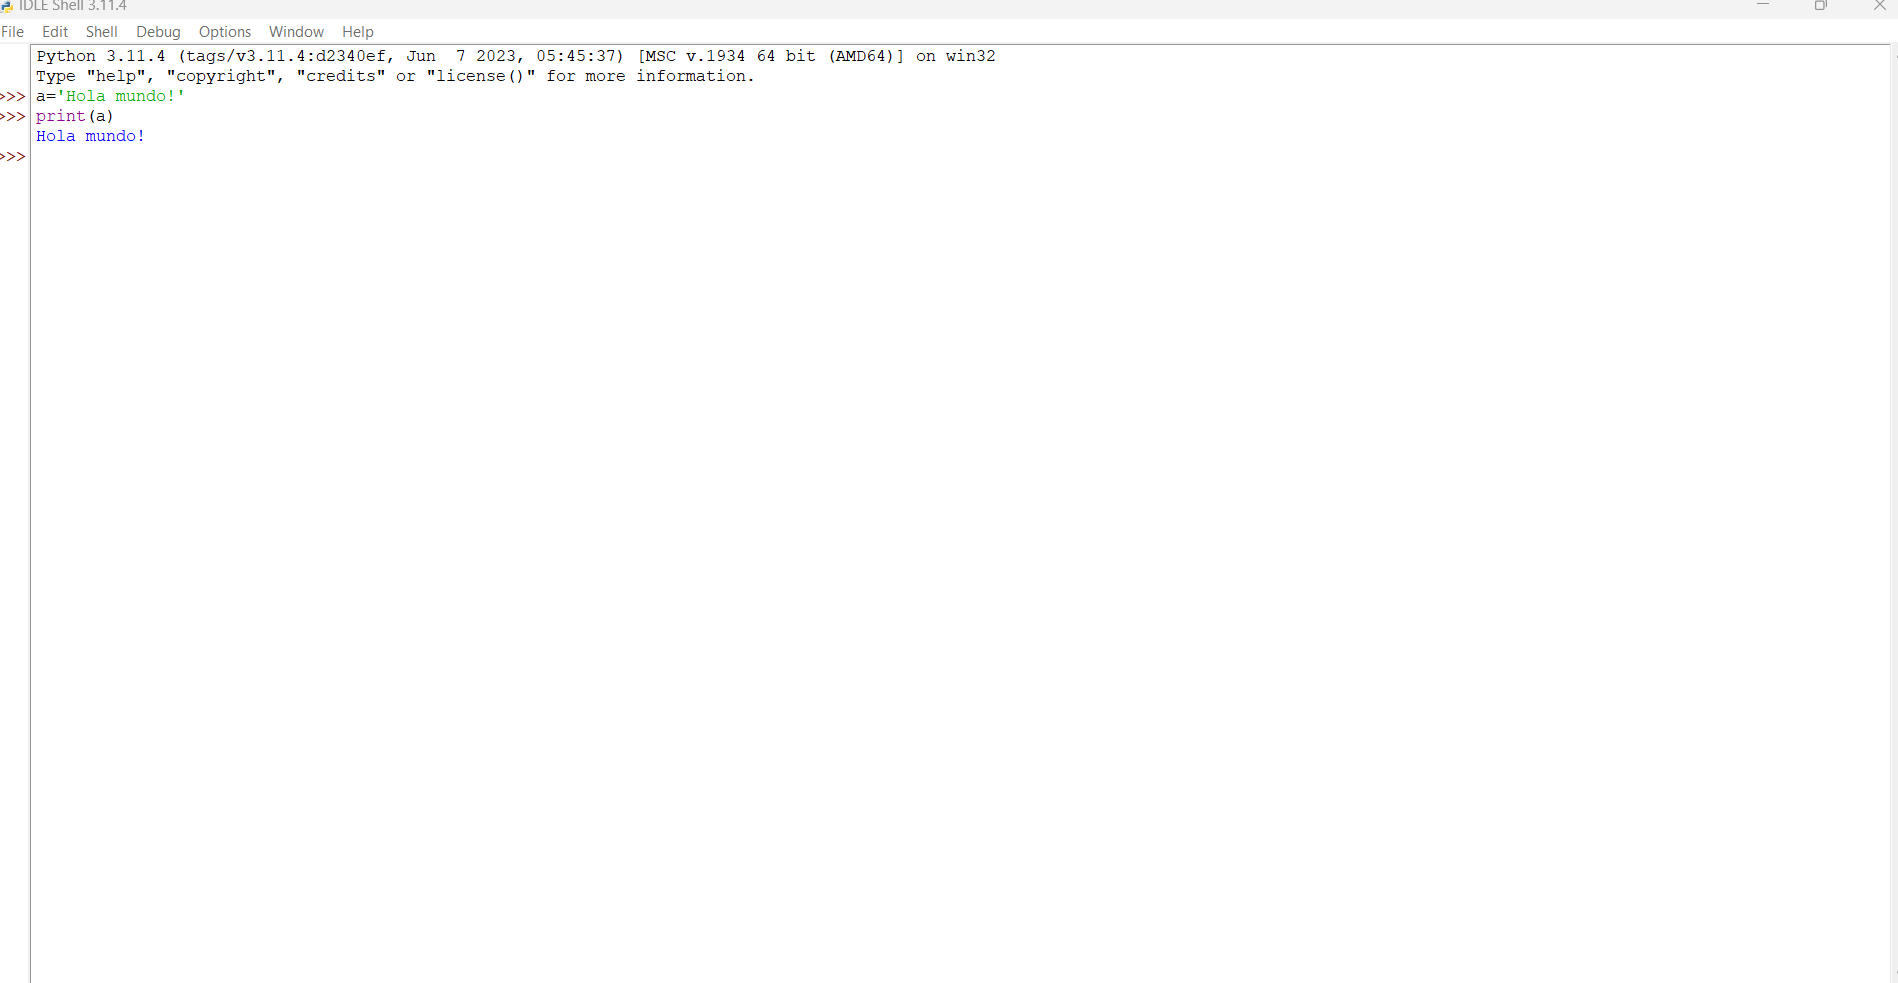 IDLE Shell 3.11.4
File Edit Shell Debug Options Window Help
Python 3.11.4 (tags/v3.11.4:d2340ef, Jun  7 2023, 05:45:37) [MSC v.1934 64 bit (AMD64)] on win32
Type "help", "copyright", "credits" or "license()" for more information.
>>> a='Hola mundo!'
>>> print(a)
Hola mundo!
>>>